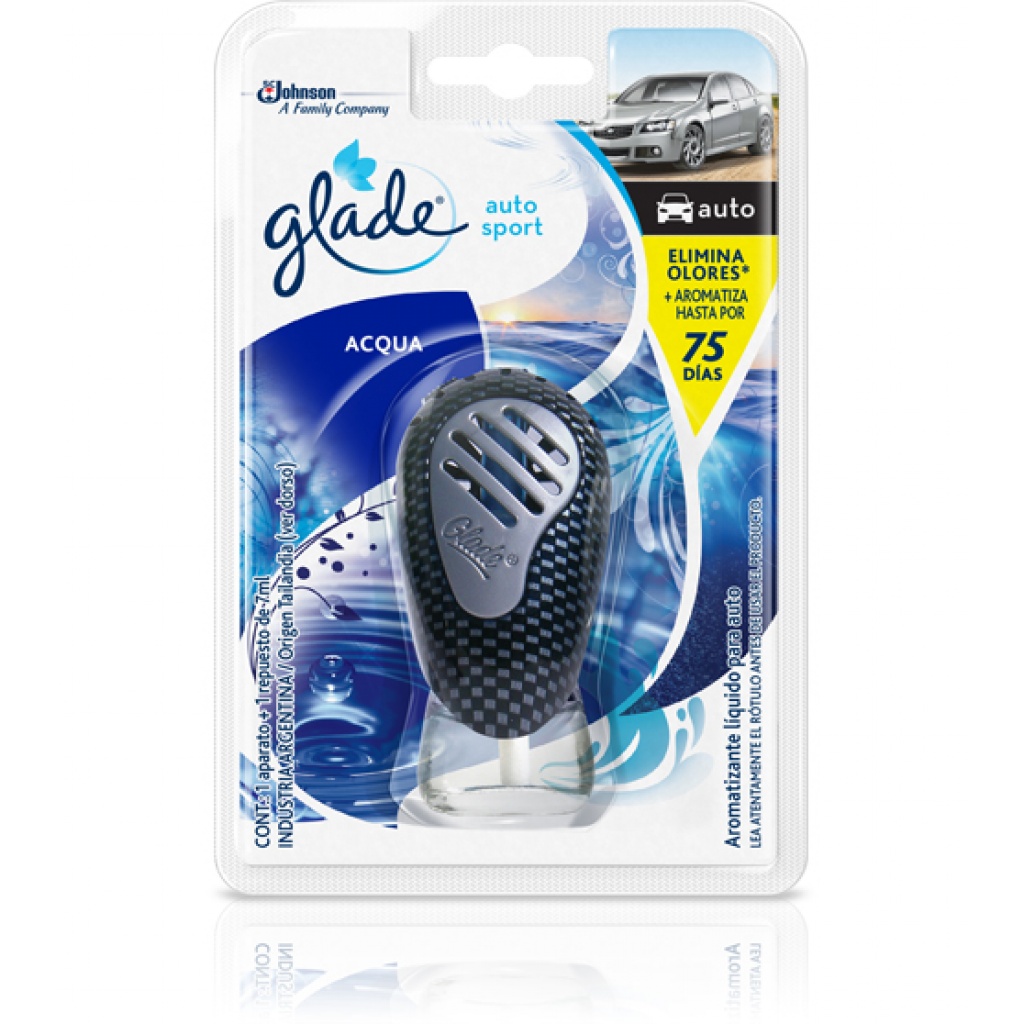 SC Johnson
A Family Company
glade®
auto
sport
auto
ELIMINA
OLORES*
+ AROMATIZA
HASTA POR
75
DÍAS
ACQUA
Glade®
CONT.: 1 aparato + 1 repuesto de 7ml.
INDUSTRIA ARGENTINA / Origen Tailandia (ver dorso)
Aromatizante líquido para auto
LEA ATENTAMENTE EL RÓTULO ANTES DE USAR EL PRODUCTO.